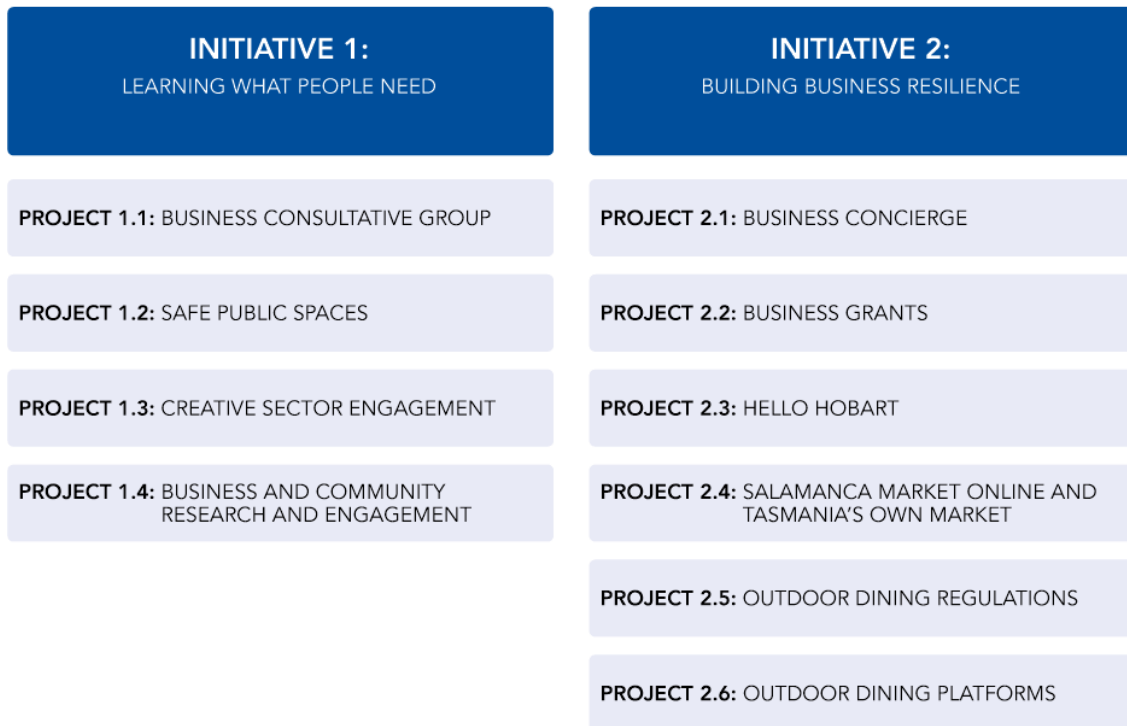 INITIATIVE 1:
LEARNING WHAT PEOPLE NEED
PROJECT 1.1: BUSINESS CONSULTATIVE GROUP
PROJECT 1.2: SAFE PUBLIC SPACES
PROJECT 1.3: CREATIVE SECTOR ENGAGEMENT
PROJECT 1.4: BUSINESS AND COMMUNITY
RESEARCH AND ENGAGEMENT
INITIATIVE 2:
BUILDING BUSINESS RESILIENCE
PROJECT 2.1: BUSINESS CONCIERGE
PROJECT 2.2: BUSINESS GRANTS
PROJECT 2.3: HELLO HOBART
PROJECT 2.4: SALAMANCA MARKET ONLINE AND
TASMANIA'S OWN MARKET
PROJECT 2.5: OUTDOOR DINING REGULATIONS
PROJECT 2.6: OUTDOOR DINING PLATFORMS